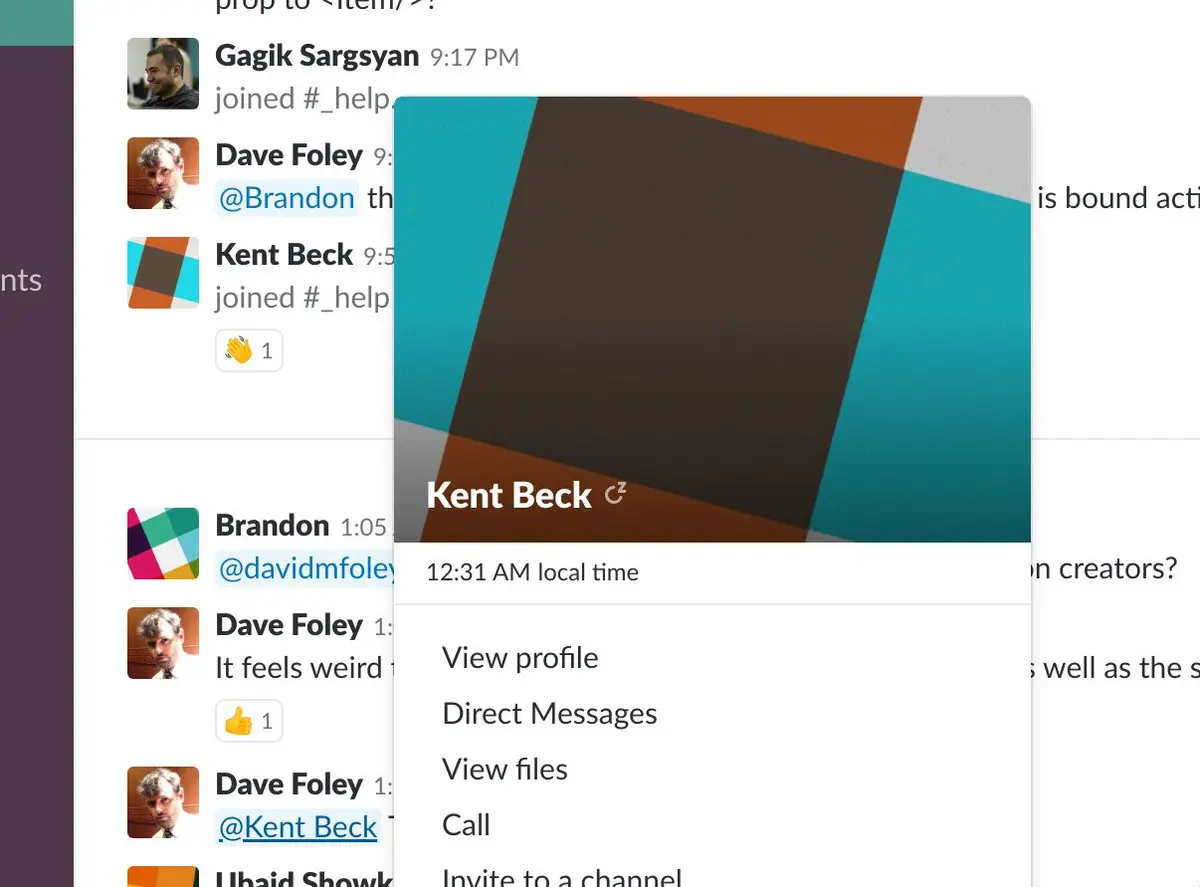 prop to <Item/>?
Gagik Sargsyan 9:17 PM
joined #_help.
Dave Foley 9:
@Brandon th is bound acti
Kent Beck 9:5
joined #_help
nts
👋 1
Kent Beck z
12:31 AM local time
Brandon 1:05
@davidmfoley on creators?
Dave Foley 1:
It feels weird s well as the s
👍 1
View profile
Direct Messages
View files
Call
Invite to a channel
Dave Foley 1:
@Kent Beck T
Ubaid Showk